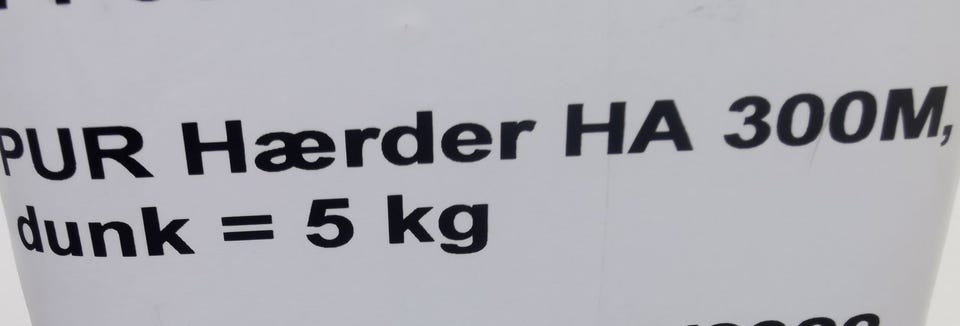 PUR Hærder HA 300M,
dunk = 5 kg